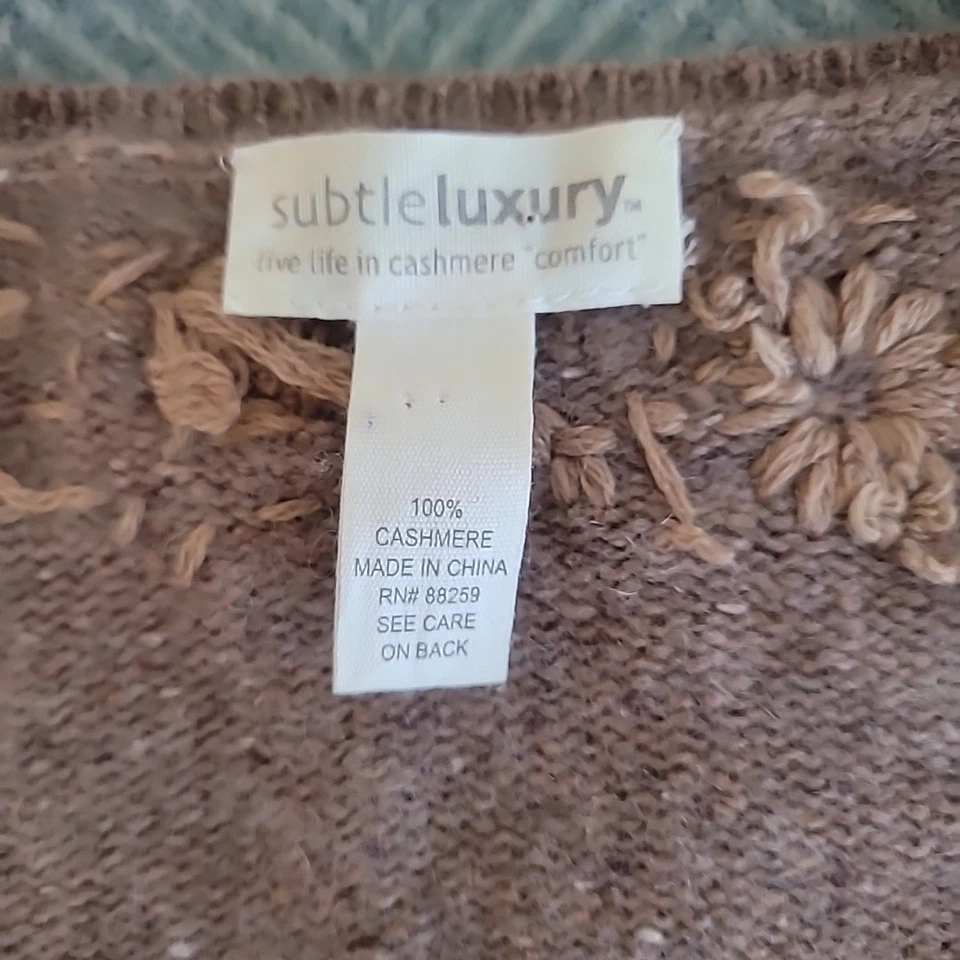 subtleluxury™
live life in cashmere "comfort"
100%
CASHMERE
MADE IN CHINA
RN# 88259
SEE CARE
ON BACK